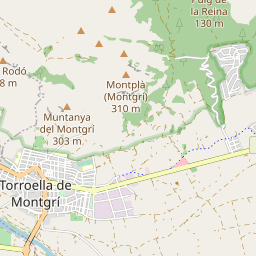 Puig de
la Reina
130 m
Rodó
8 m
Montplà
(Montgrí)
310 m
Muntanya
del Montgrí
303 m
Torroella de
Montgrí